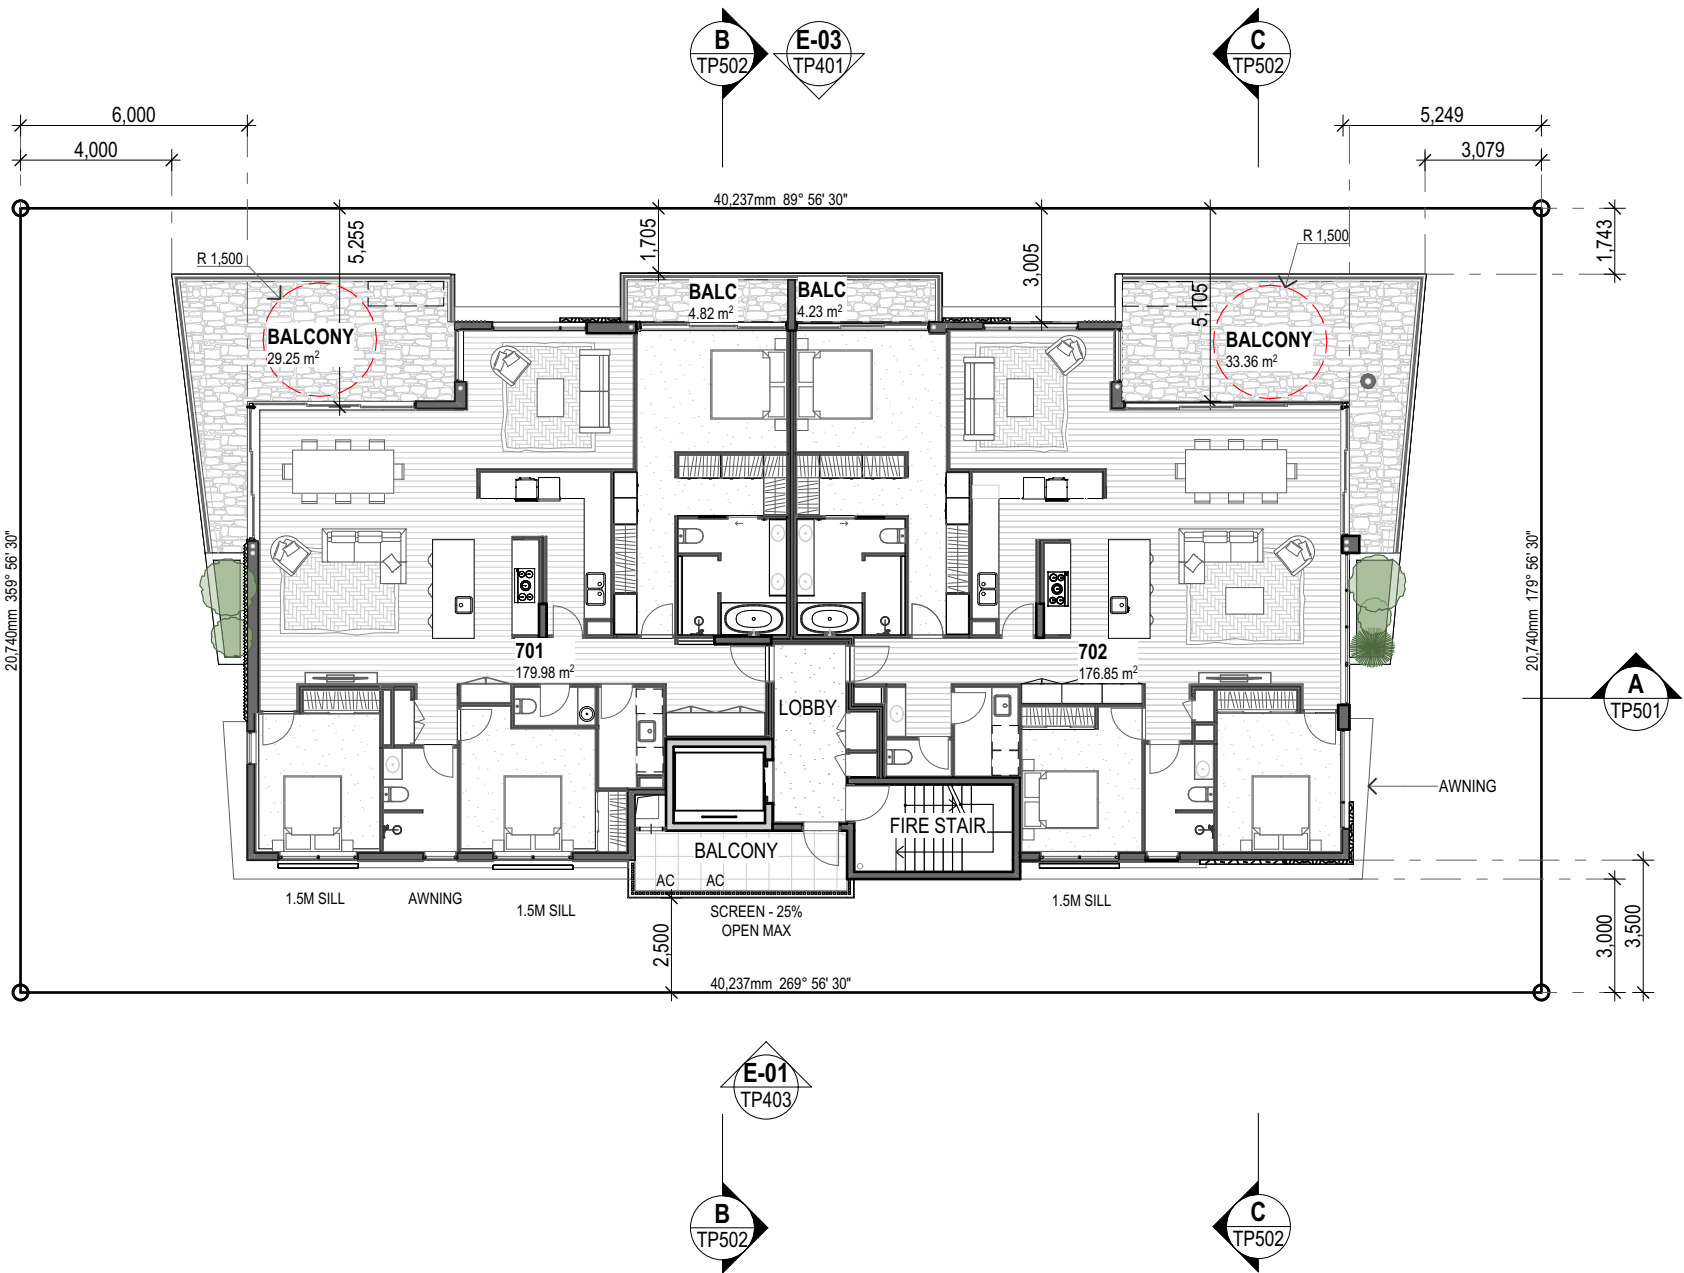 B
TP502
E-03
TP401
C
TP502
6,000
4,000
5,249
3,079
40,237mm 89° 56' 30"
5,255
1,705
3,005
5,105
1,743
R 1,500
R 1,500
BALCONY
29.25 m²
BALC
4.82 m²
BALC
4.23 m²
BALCONY
33.36 m²
20,740mm 359° 56' 30"
20,740mm 179° 56' 30"
701
179.98 m²
702
176.85 m²
LOBBY
A
TP501
AWNING
FIRE STAIR
BALCONY
AC
AC
1.5M SILL
AWNING
1.5M SILL
SCREEN - 25%
OPEN MAX
1.5M SILL
2,500
3,000
3,500
40,237mm 269° 56' 30"
E-01
TP403
B
TP502
C
TP502